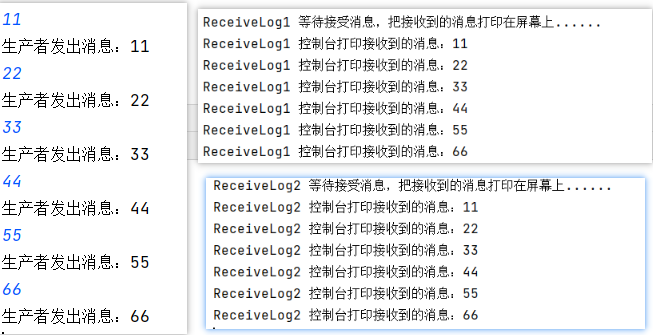 11
生产者发出消息：11
22
生产者发出消息：22
33
生产者发出消息：33
44
生产者发出消息：44
55
生产者发出消息：55
66
生产者发出消息：66
ReceiveLog1 等待接受消息，把接收到的消息打印在屏幕上......
ReceiveLog1 控制台打印接收到的消息：11
ReceiveLog1 控制台打印接收到的消息：22
ReceiveLog1 控制台打印接收到的消息：33
ReceiveLog1 控制台打印接收到的消息：44
ReceiveLog1 控制台打印接收到的消息：55
ReceiveLog1 控制台打印接收到的消息：66
ReceiveLog2 等待接受消息，把接收到的消息打印在屏幕上......
ReceiveLog2 控制台打印接收到的消息：11
ReceiveLog2 控制台打印接收到的消息：22
ReceiveLog2 控制台打印接收到的消息：33
ReceiveLog2 控制台打印接收到的消息：44
ReceiveLog2 控制台打印接收到的消息：55
ReceiveLog2 控制台打印接收到的消息：66